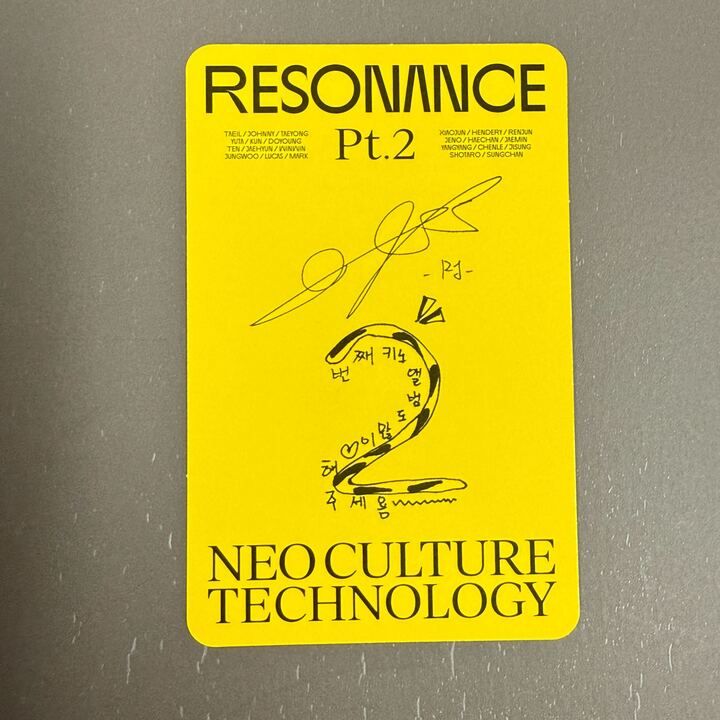 RESONANCE
Pt.2
TAEIL / JOHNNY / TAEYONG
YUTA / KUN / DOYOUNG
TEN / JAEHYUN / WINWIN
JUNGWOO / LUCAS / MARK
XIAOJUN / HENDERY / RENJUN
JENO / HAECHAN / JAEMIN
YANGYANG / CHENLE / JISUNG
SHOTARO / SUNGCHAN
2
번째 키노 앨범도 많이 ♡해
주세용~
NEO CULTURE
TECHNOLOGY